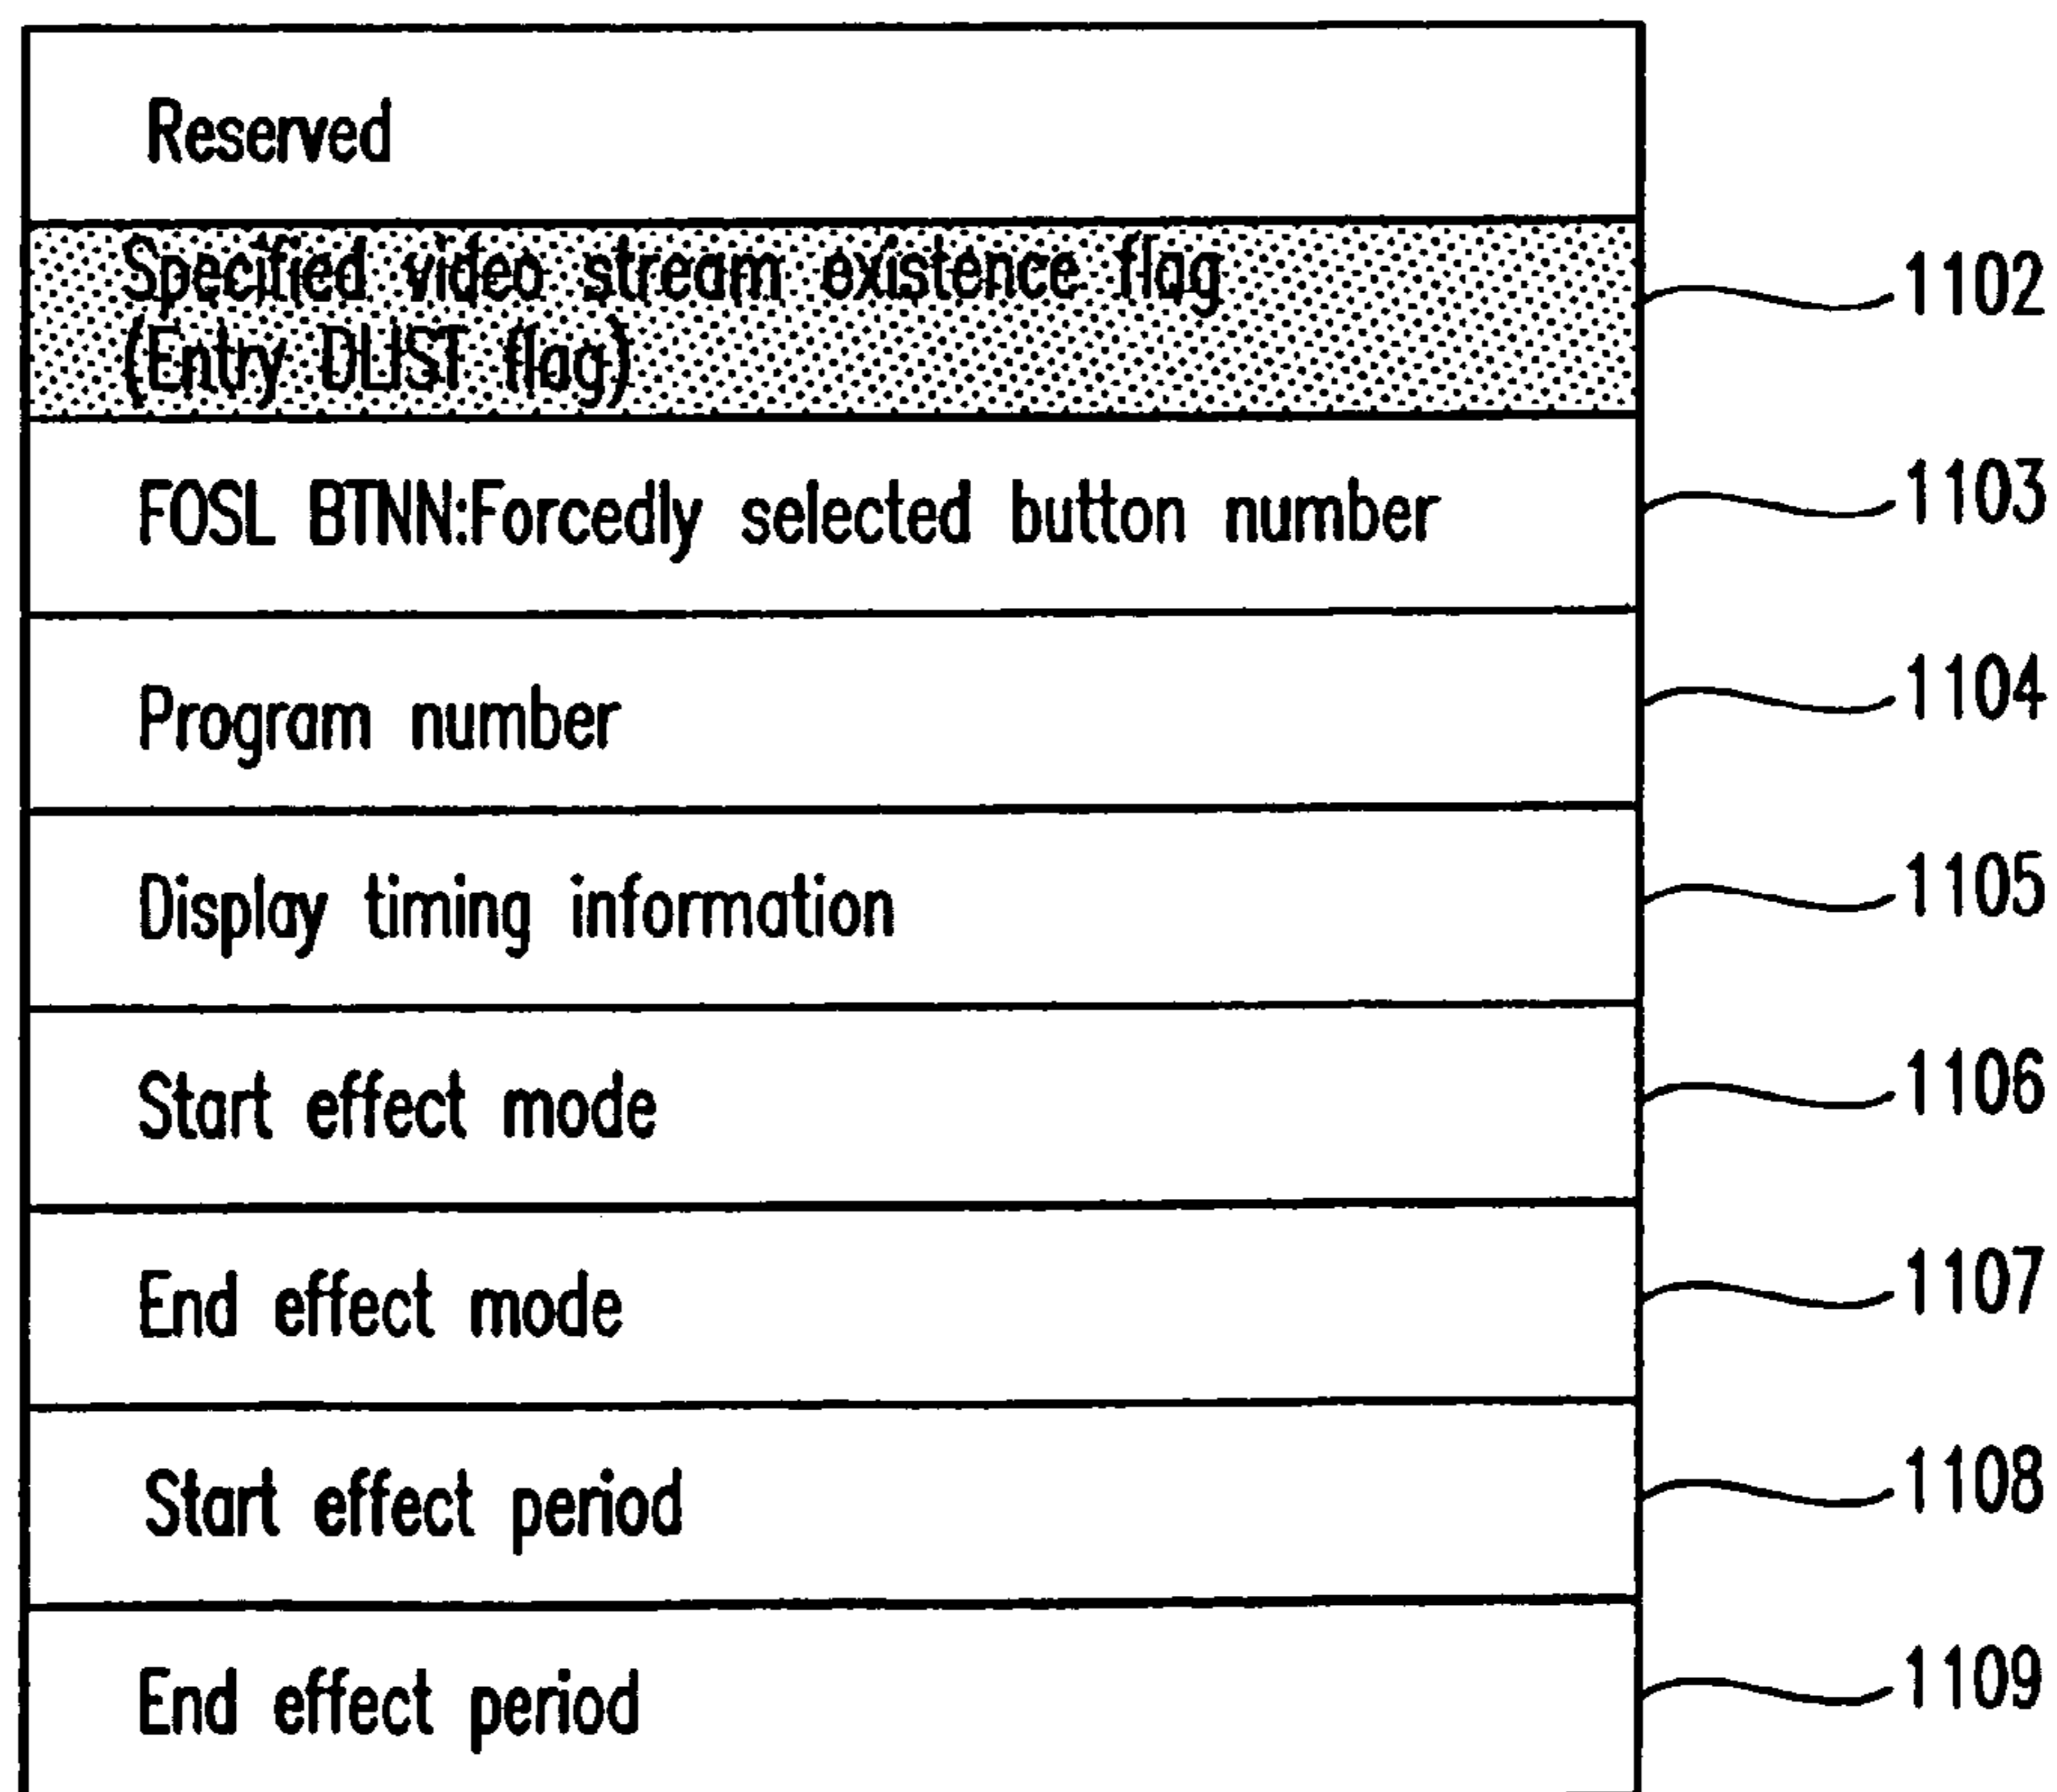 Reserved
Specified video stream existence flag
(Entry DLIST flag)
1102
FOSL BTNN:Forcedly selected button number
1103
Program number
1104
Display timing information
1105
Start effect mode
1106
End effect mode
1107
Start effect period
1108
End effect period
1109